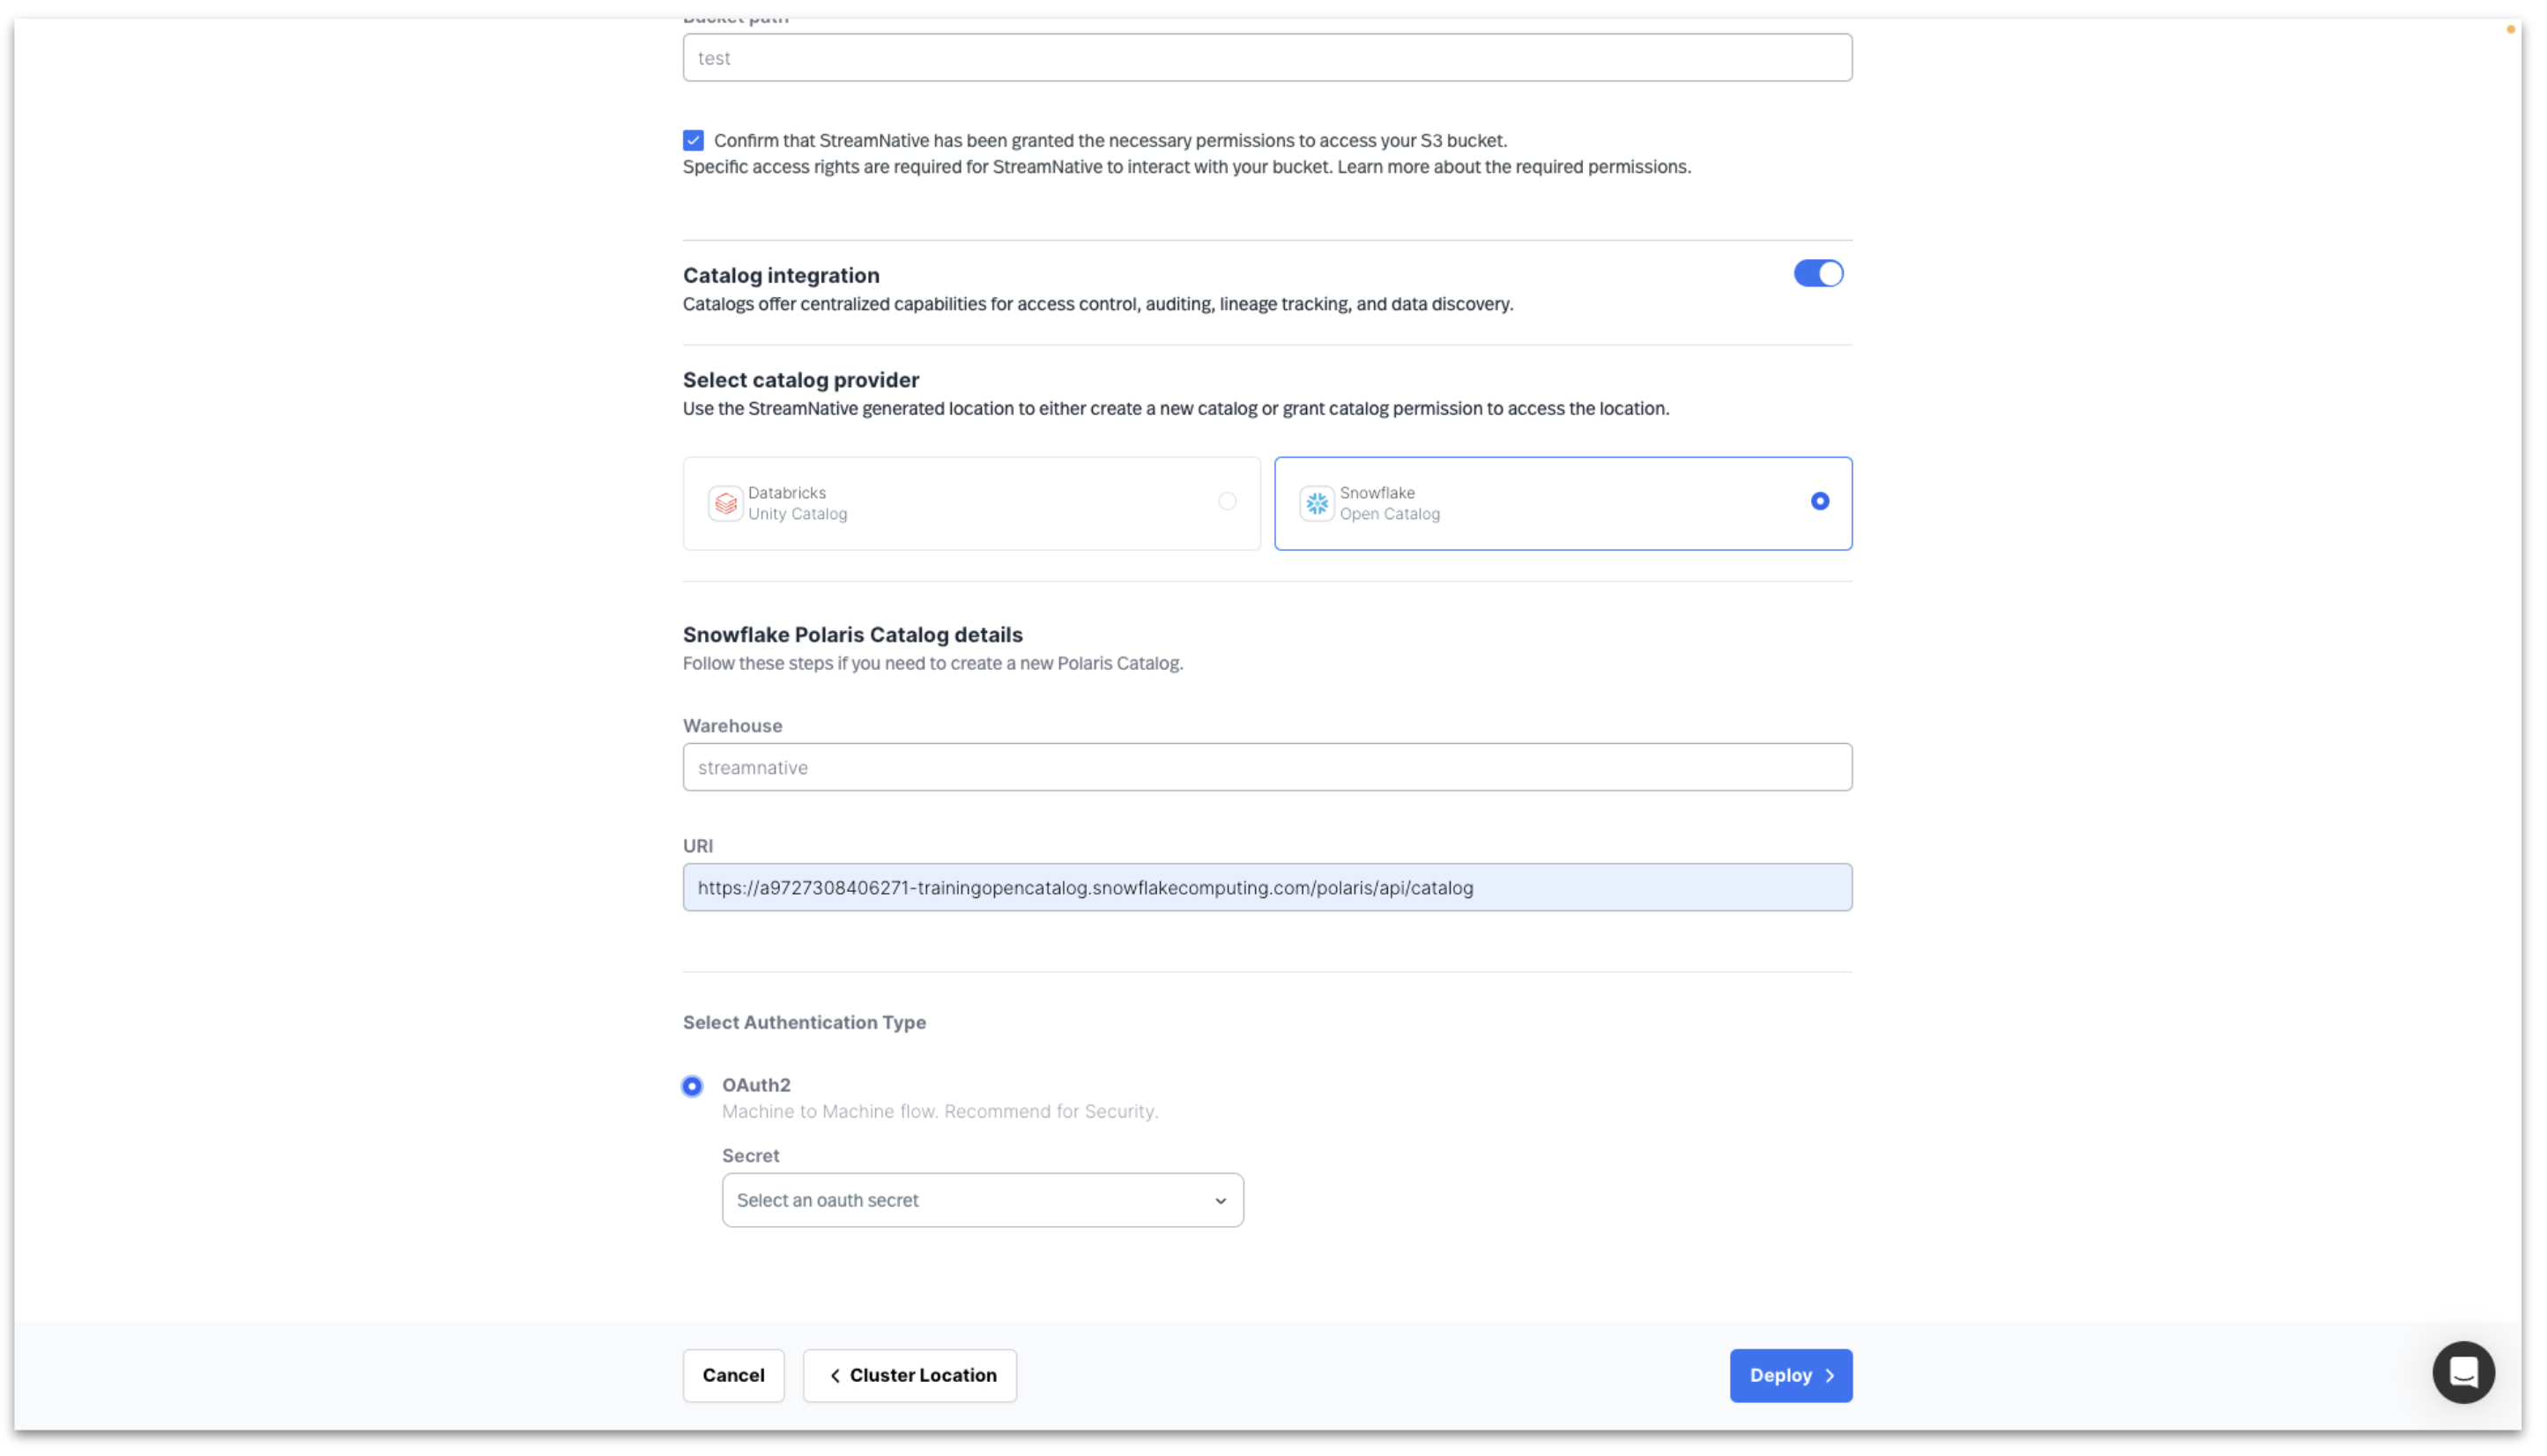 Bucket path
test
Confirm that StreamNative has been granted the necessary permissions to access your S3 bucket.
Specific access rights are required for StreamNative to interact with your bucket. Learn more about the required permissions.
Catalog integration
Catalogs offer centralized capabilities for access control, auditing, lineage tracking, and data discovery.
Select catalog provider
Use the StreamNative generated location to either create a new catalog or grant catalog permission to access the location.
Databricks
Unity Catalog
Snowflake
Open Catalog
Snowflake Polaris Catalog details
Follow these steps if you need to create a new Polaris Catalog.
Warehouse
streamnative
URI
https://a9727308406271-trainingopencatalog.snowflakecomputing.com/polaris/api/catalog
Select Authentication Type
OAuth2
Machine to Machine flow. Recommend for Security.
Secret
Select an oauth secret
Cancel
Cluster Location
Deploy